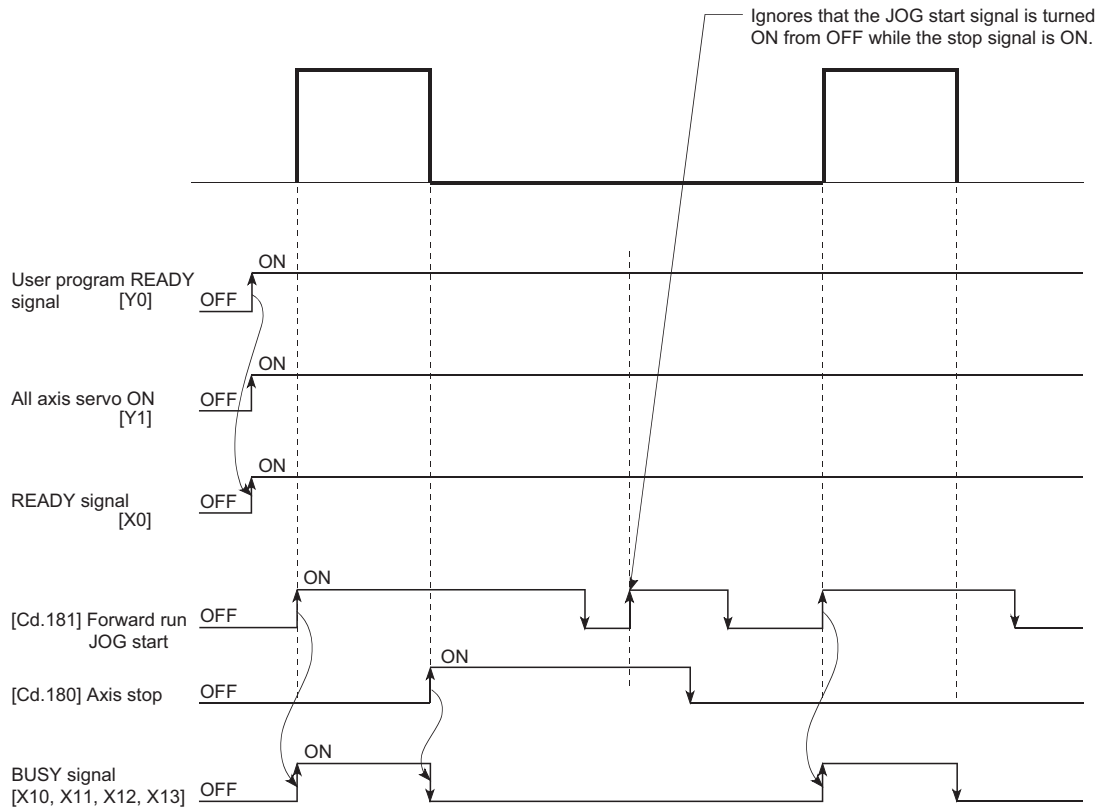 Ignores that the JOG start signal is turned
ON from OFF while the stop signal is ON.
ON
User program READY
signal [Y0] OFF
ON
All axis servo ON OFF
[Y1]
ON
READY signal OFF
[X0]
ON
[Cd.181] Forward run OFF
JOG start
ON
[Cd.180] Axis stop OFF
ON
BUSY signal
[X10, X11, X12, X13] OFF